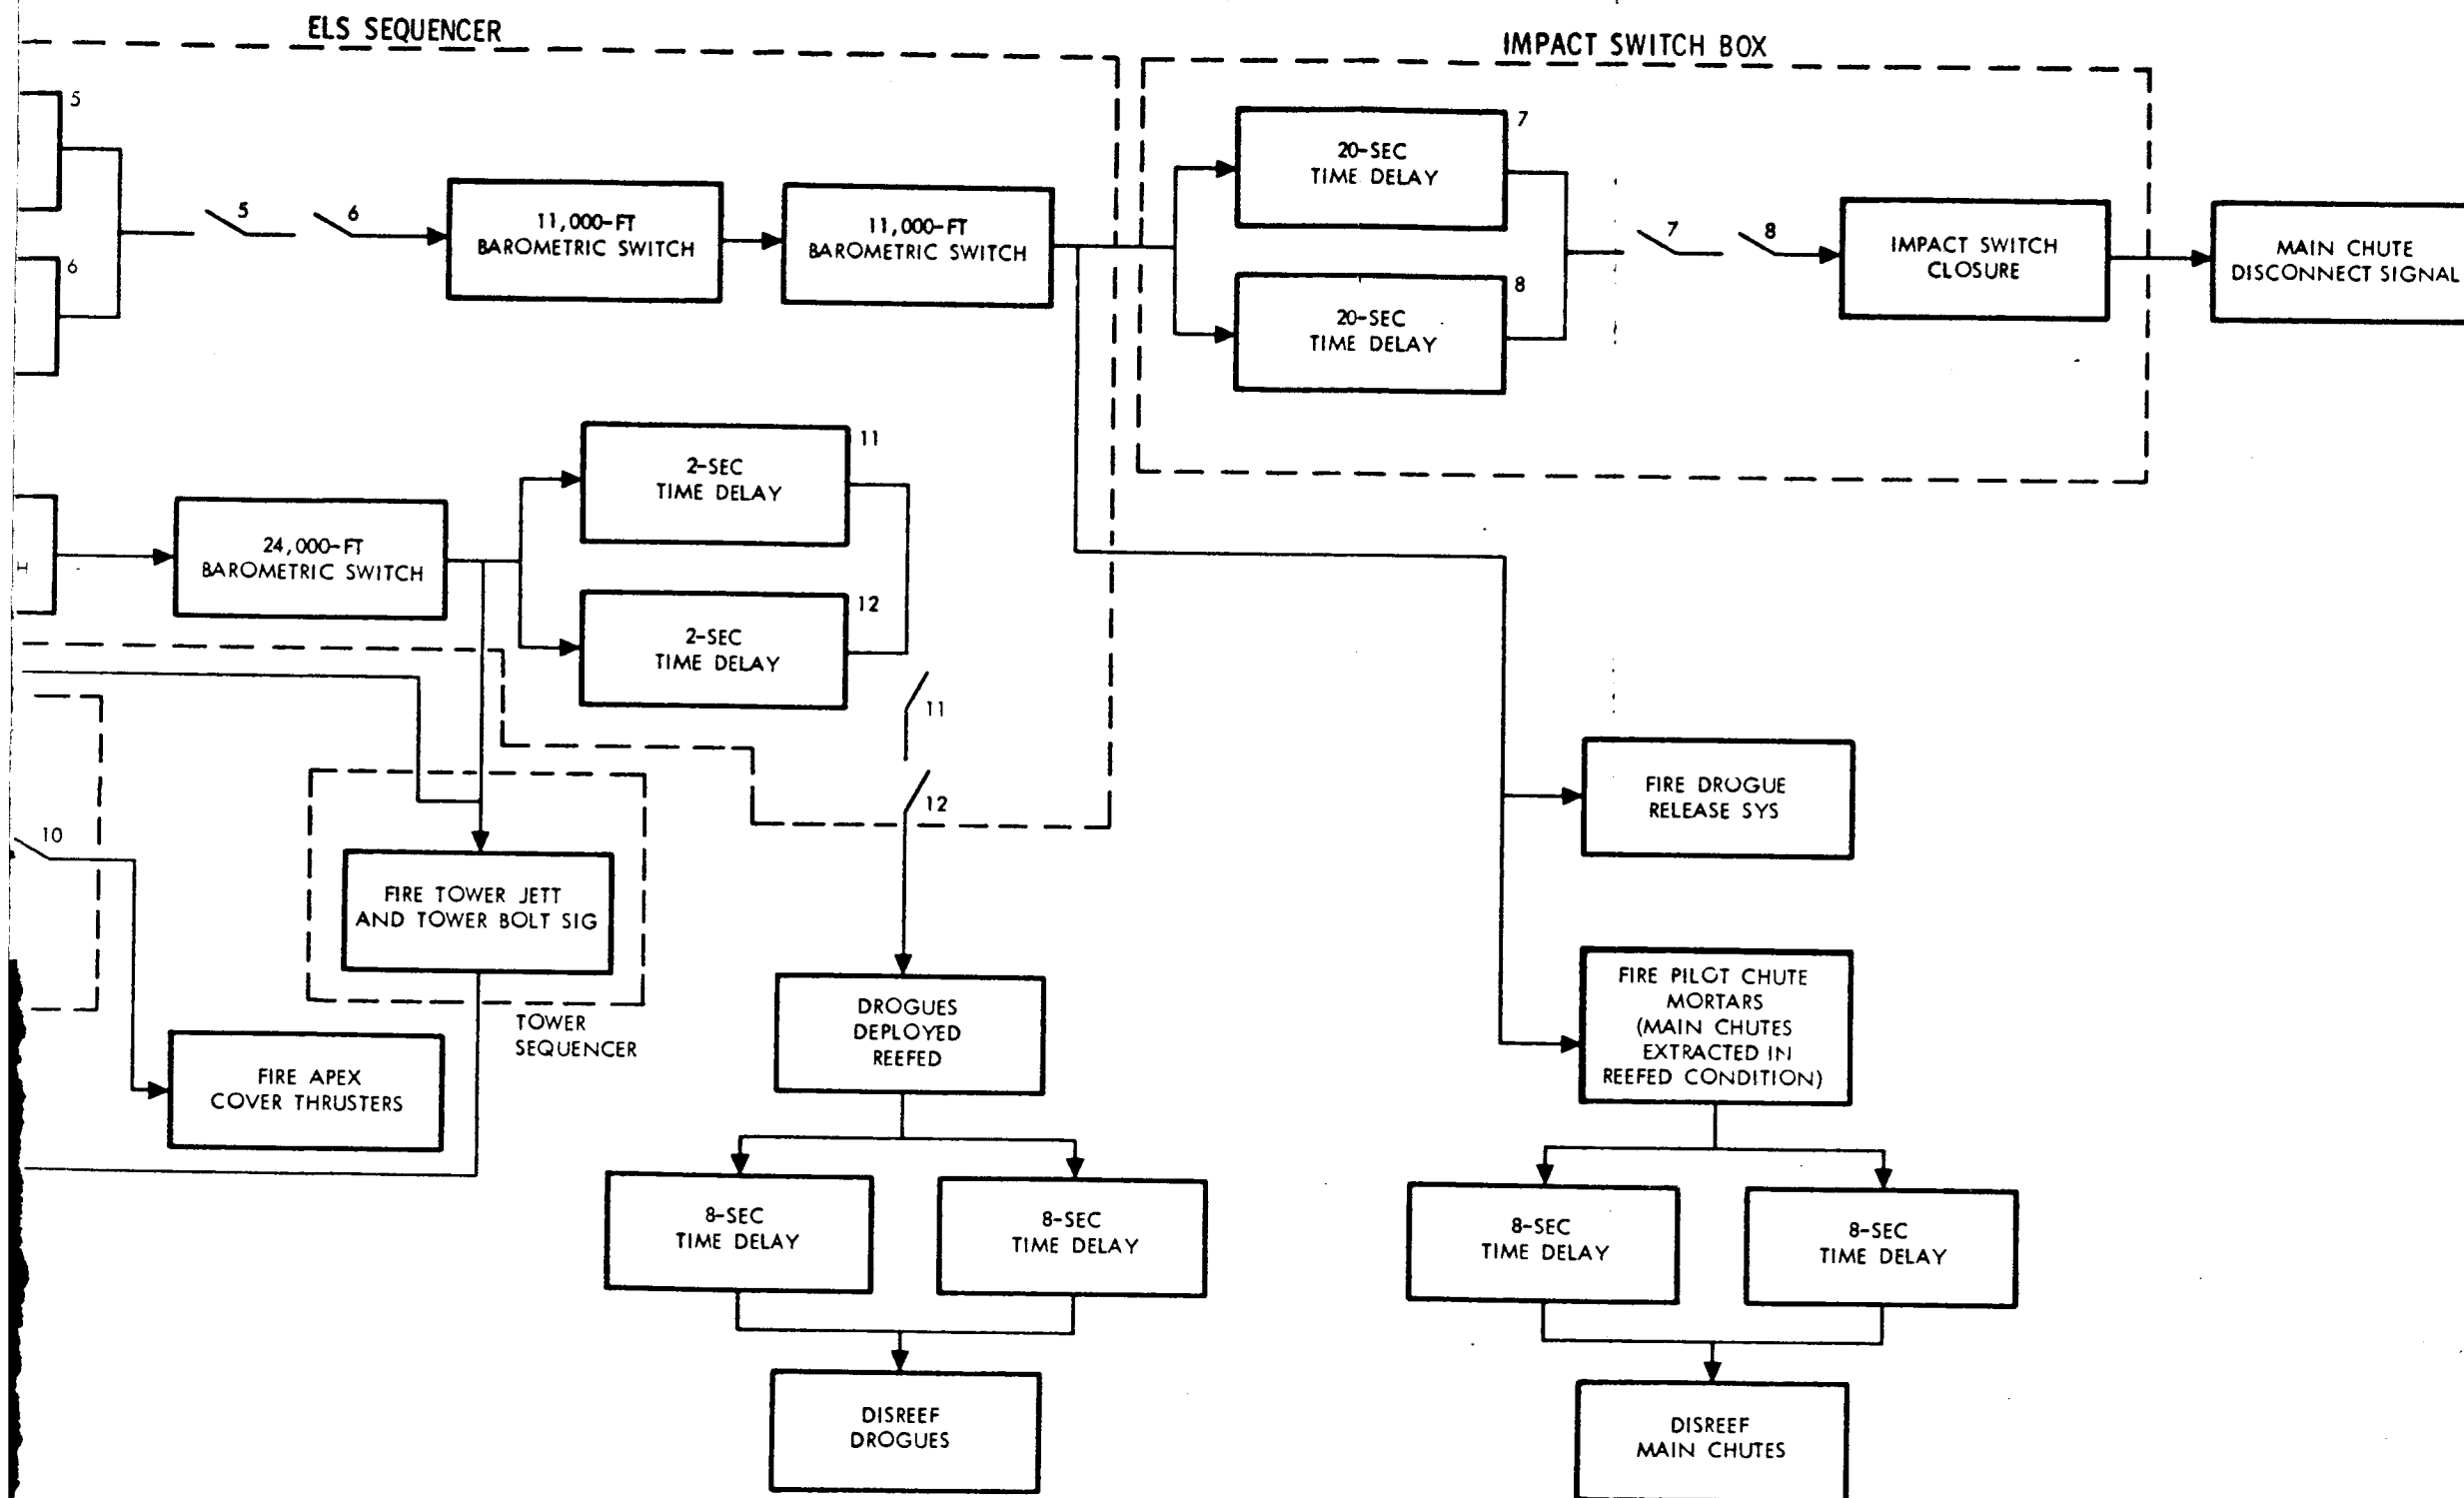 ELS SEQUENCER
IMPACT SWITCH BOX
5
6
5
6
11,000-FT
BAROMETRIC SWITCH
11,000-FT
BAROMETRIC SWITCH
7
20-SEC
TIME DELAY
8
20-SEC
TIME DELAY
7
8
IMPACT SWITCH
CLOSURE
MAIN CHUTE
DISCONNECT SIGNAL
H
24,000-FT
BAROMETRIC SWITCH
11
2-SEC
TIME DELAY
12
2-SEC
TIME DELAY
11
12
10
FIRE TOWER JETT
AND TOWER BOLT SIG
TOWER
SEQUENCER
FIRE APEX
COVER THRUSTERS
DROGUES
DEPLOYED
REEFED
8-SEC
TIME DELAY
8-SEC
TIME DELAY
DISREEF
DROGUES
FIRE DROGUE
RELEASE SYS
FIRE PILOT CHUTE
MORTARS
(MAIN CHUTES
EXTRACTED IN
REEFED CONDITION)
8-SEC
TIME DELAY
8-SEC
TIME DELAY
DISREEF
MAIN CHUTES